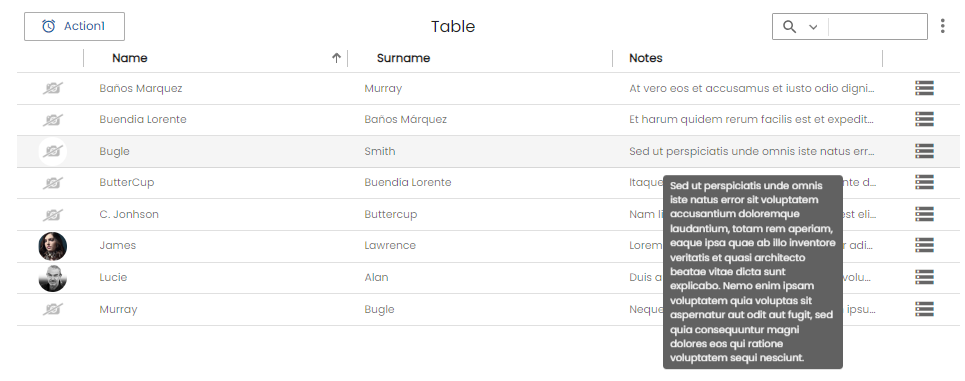 Action1 Table
Name Surname Notes
Baños Marquez Murray At vero eos et accusamus et iusto odio digni...
Buendia Lorente Baños Márquez Et harum quidem rerum facilis est et expedit...
Bugle Smith Sed ut perspiciatis unde omnis iste natus err...
ButterCup Buendia Lorente Itaque nte d...
C. Jonhson Buttercup Nam li est eli...
James Lawrence Lorem r adi...
Lucie Alan Duis a volu...
Murray Bugle Neque ipsu...
Sed ut perspiciatis unde omnis
iste natus error sit voluptatem
accusantium doloremque
laudantium, totam rem aperiam,
eaque ipsa quae ab illo inventore
veritatis et quasi architecto
beatae vitae dicta sunt
explicabo. Nemo enim ipsam
voluptatem quia voluptas sit
aspernatur aut odit aut fugit, sed
quia consequuntur magni
dolores eos qui ratione
voluptatem sequi nesciunt.